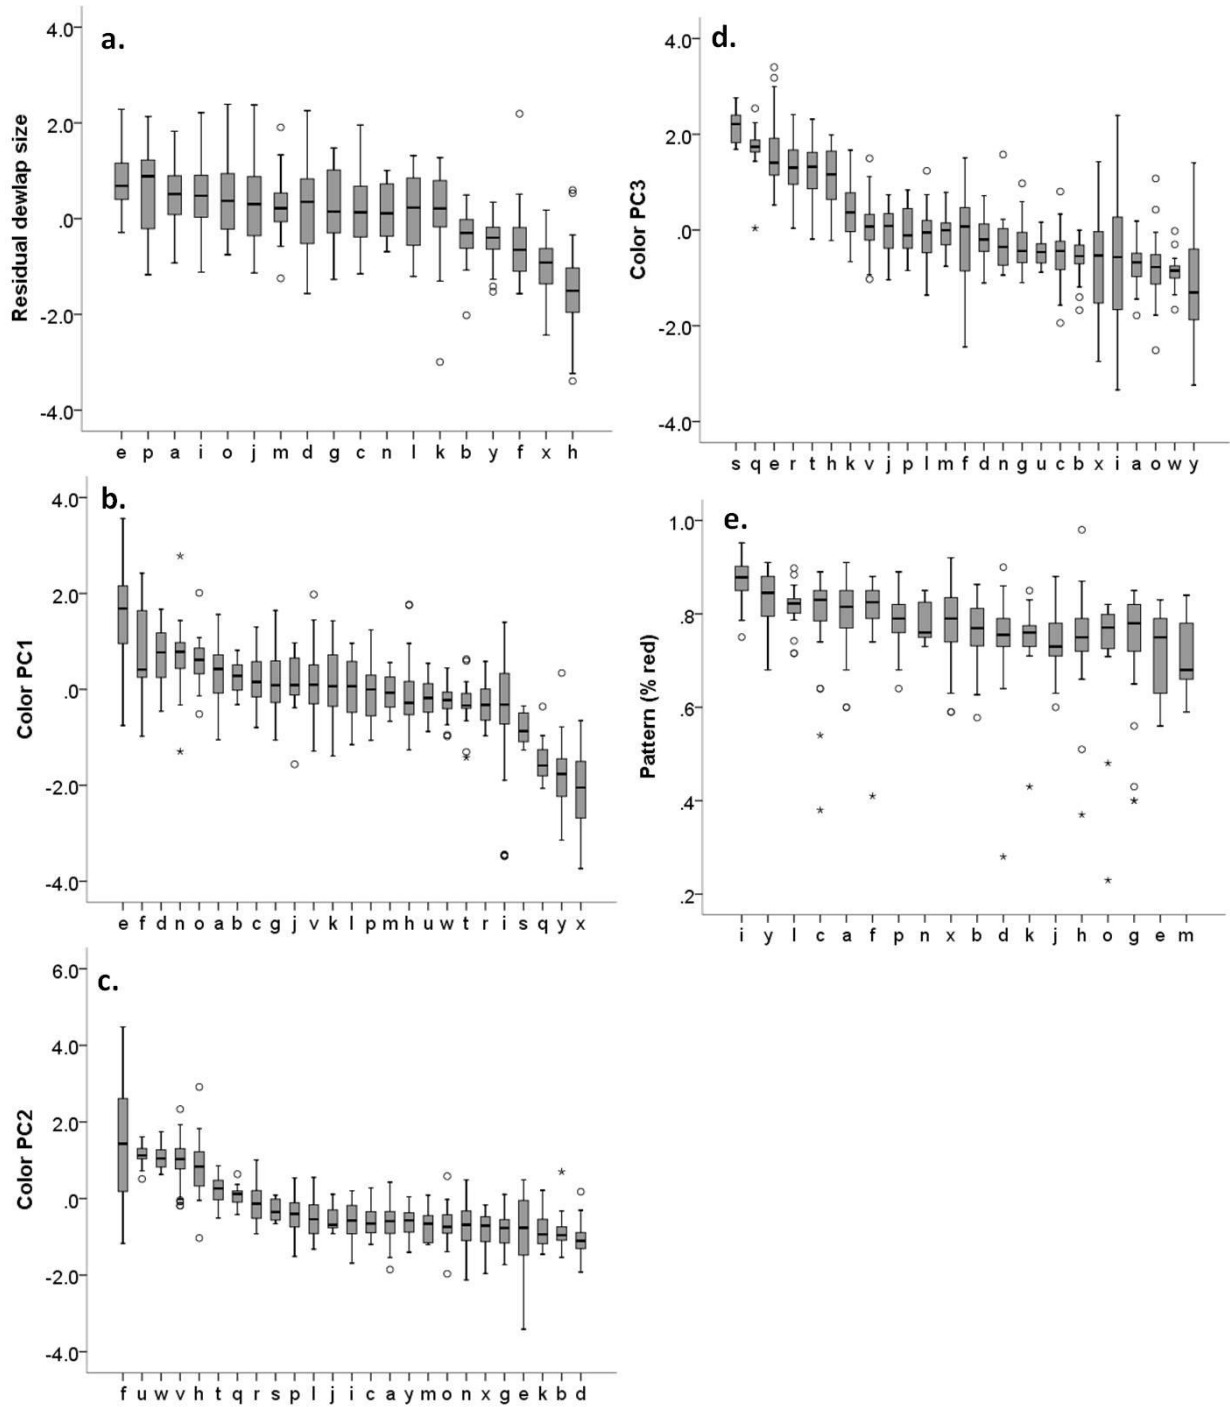 a.
Residual dewlap size
4.0
2.0
.0
-2.0
-4.0
e p a i o j m d g c n l k b y f x h
b.
Color PC1
4.0
2.0
.0
-2.0
-4.0
e f d n o a b c g j v k l p m h u w t r i s q y x
c.
Color PC2
6.0
4.0
2.0
.0
-2.0
-4.0
f u w v h t q r s p l j i c a y m o n x g e k b d
d.
Color PC3
4.0
2.0
.0
-2.0
-4.0
s q e r t h k v j p l m f d n g u c b x i a o w y
e.
Pattern (% red)
1.0
.8
.6
.4
.2
i y l c a f p n x b d k j h o g e m